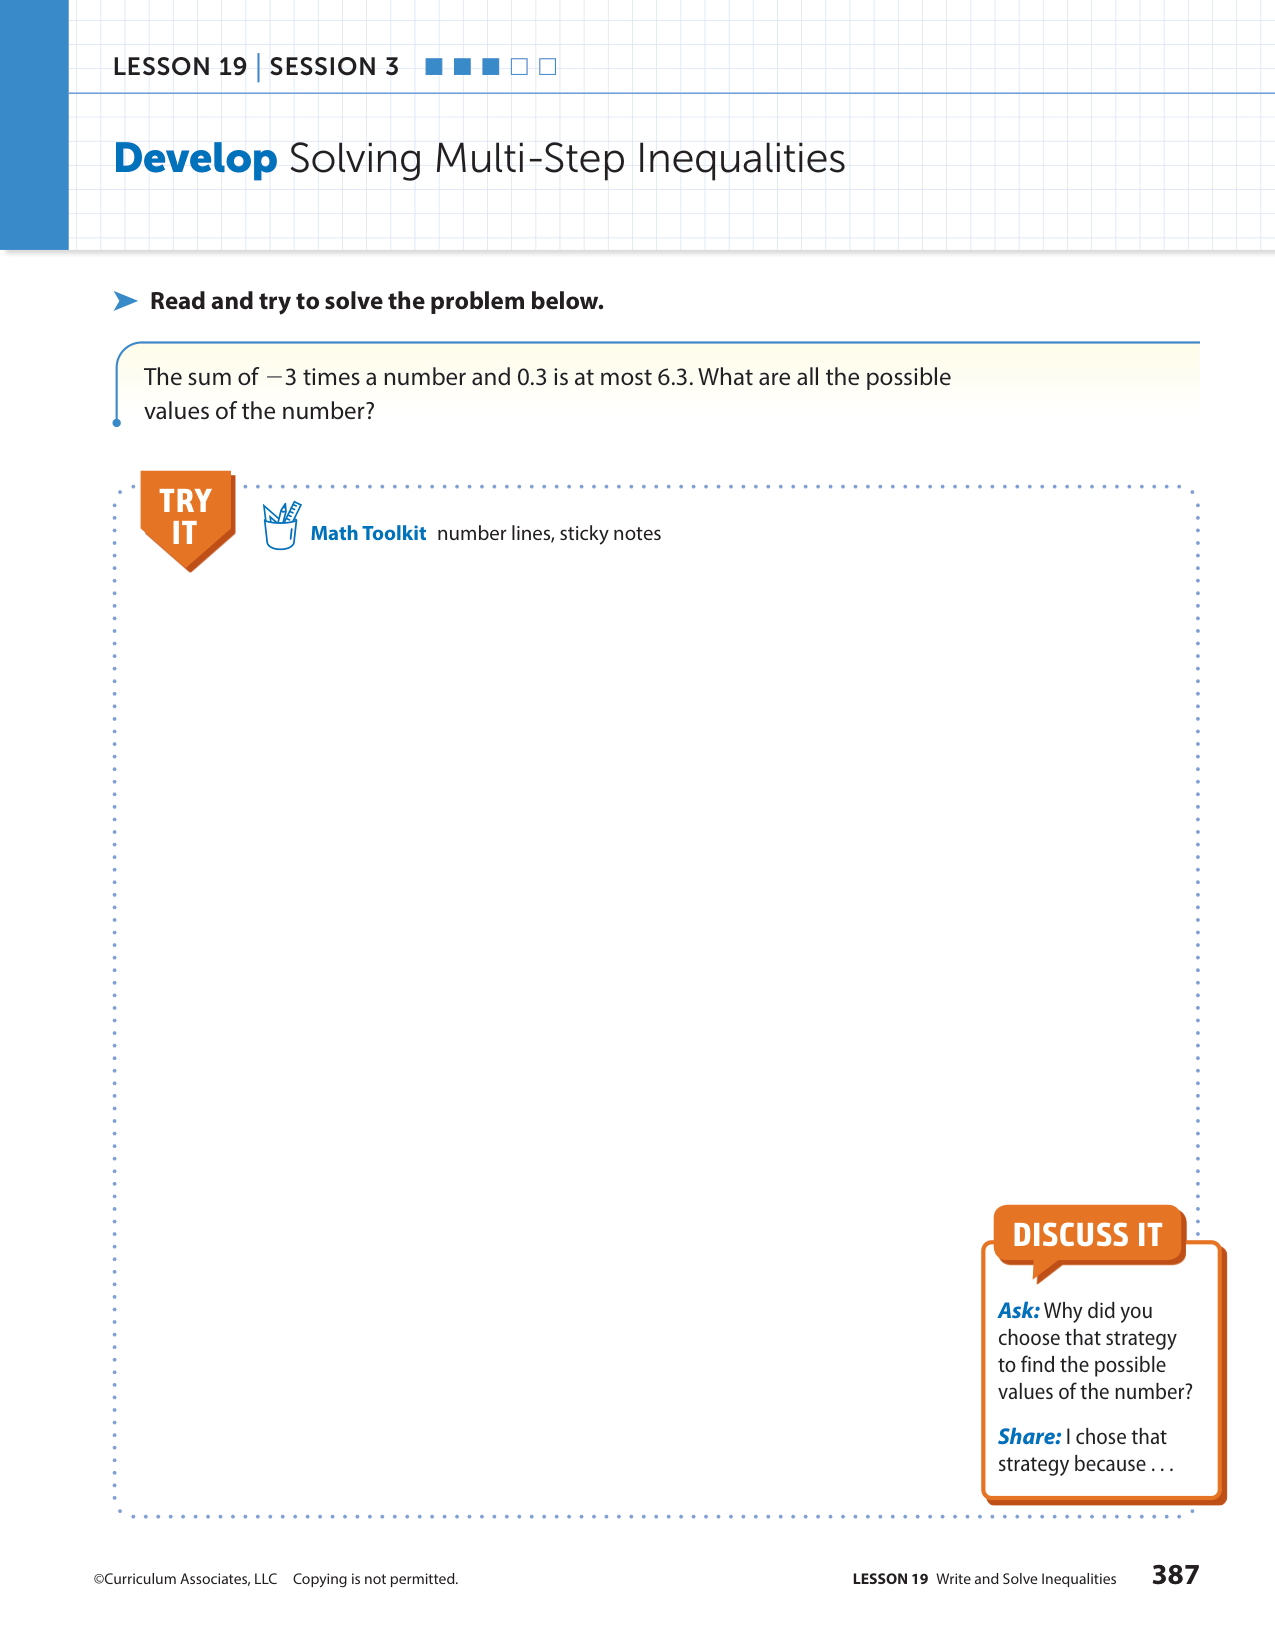 LESSON 19 | SESSION 3
Develop Solving Multi-Step Inequalities
Read and try to solve the problem below.
The sum of −3 times a number and 0.3 is at most 6.3. What are all the possible
values of the number?
TRY
IT
Math Toolkit number lines, sticky notes
DISCUSS IT
Ask: Why did you
choose that strategy
to find the possible
values of the number?
Share: I chose that
strategy because . . .
©Curriculum Associates, LLC Copying is not permitted.
LESSON 19 Write and Solve Inequalities 387